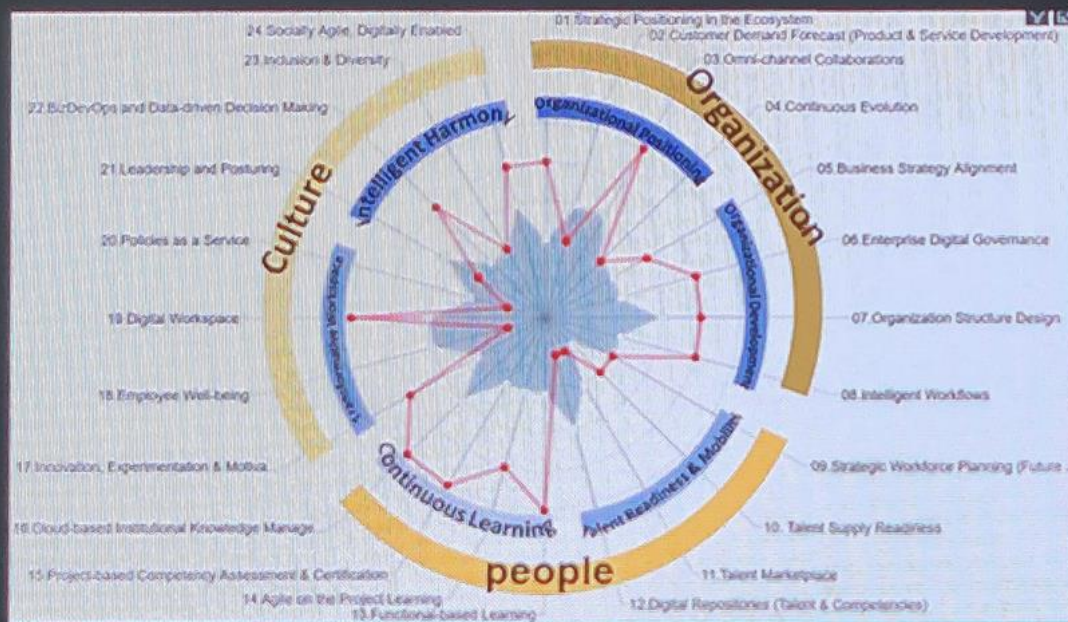 24.Socially Agile, Digitally Enabled
23.Inclusion & Diversity
22.BizDevOps and Data-driven Decision Making
21.Leadership and Posturing
20.Policies as a Service
19.Digital Workspace
18.Employee Well-being
17.Innovation, Experimentation & Motiva
16.Cloud-based Institutional Knowledge Manage
15.Project-based Competency Assessment & Certification
14.Agile on the Project Learning
13.Functional-based Learning
01.Strategic Positioning in the Ecosystem
02.Customer Demand Forecast (Product & Service Development)
03.Omni-channel Collaborations
04.Continuous Evolution
05.Business Strategy Alignment
06.Enterprise Digital Governance
07.Organization Structure Design
08.Intelligent Workflows
09.Strategic Workforce Planning (Future
10. Talent Supply Readiness
11.Talent Marketplace
12.Digital Repositories (Talent & Competencies)
Culture
Organization
people
Intelligent Harmony
Organizational Positioning
Organizational Development
Talent Readiness & Mobility
Continuous Learning
Workspace